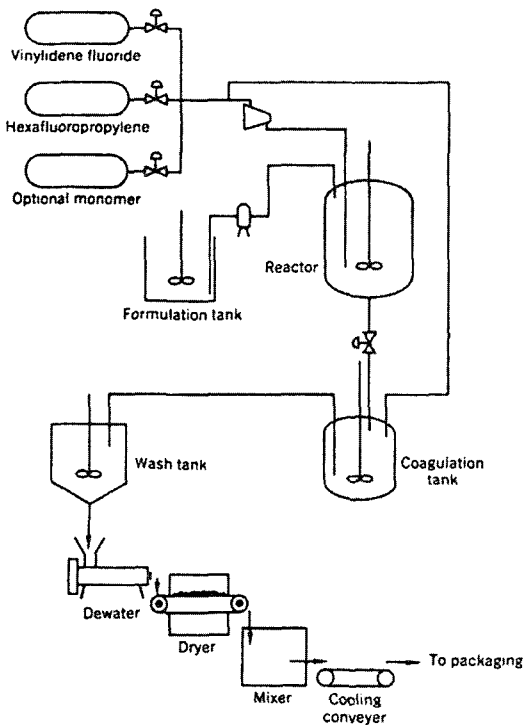 Vinylidene fluoride
Hexafluoropropylene
Optional monomer
Reactor
Formulation tank
Wash tank
Coagulation
tank
Dewater
Dryer
To packaging
Mixer
Cooling
conveyer